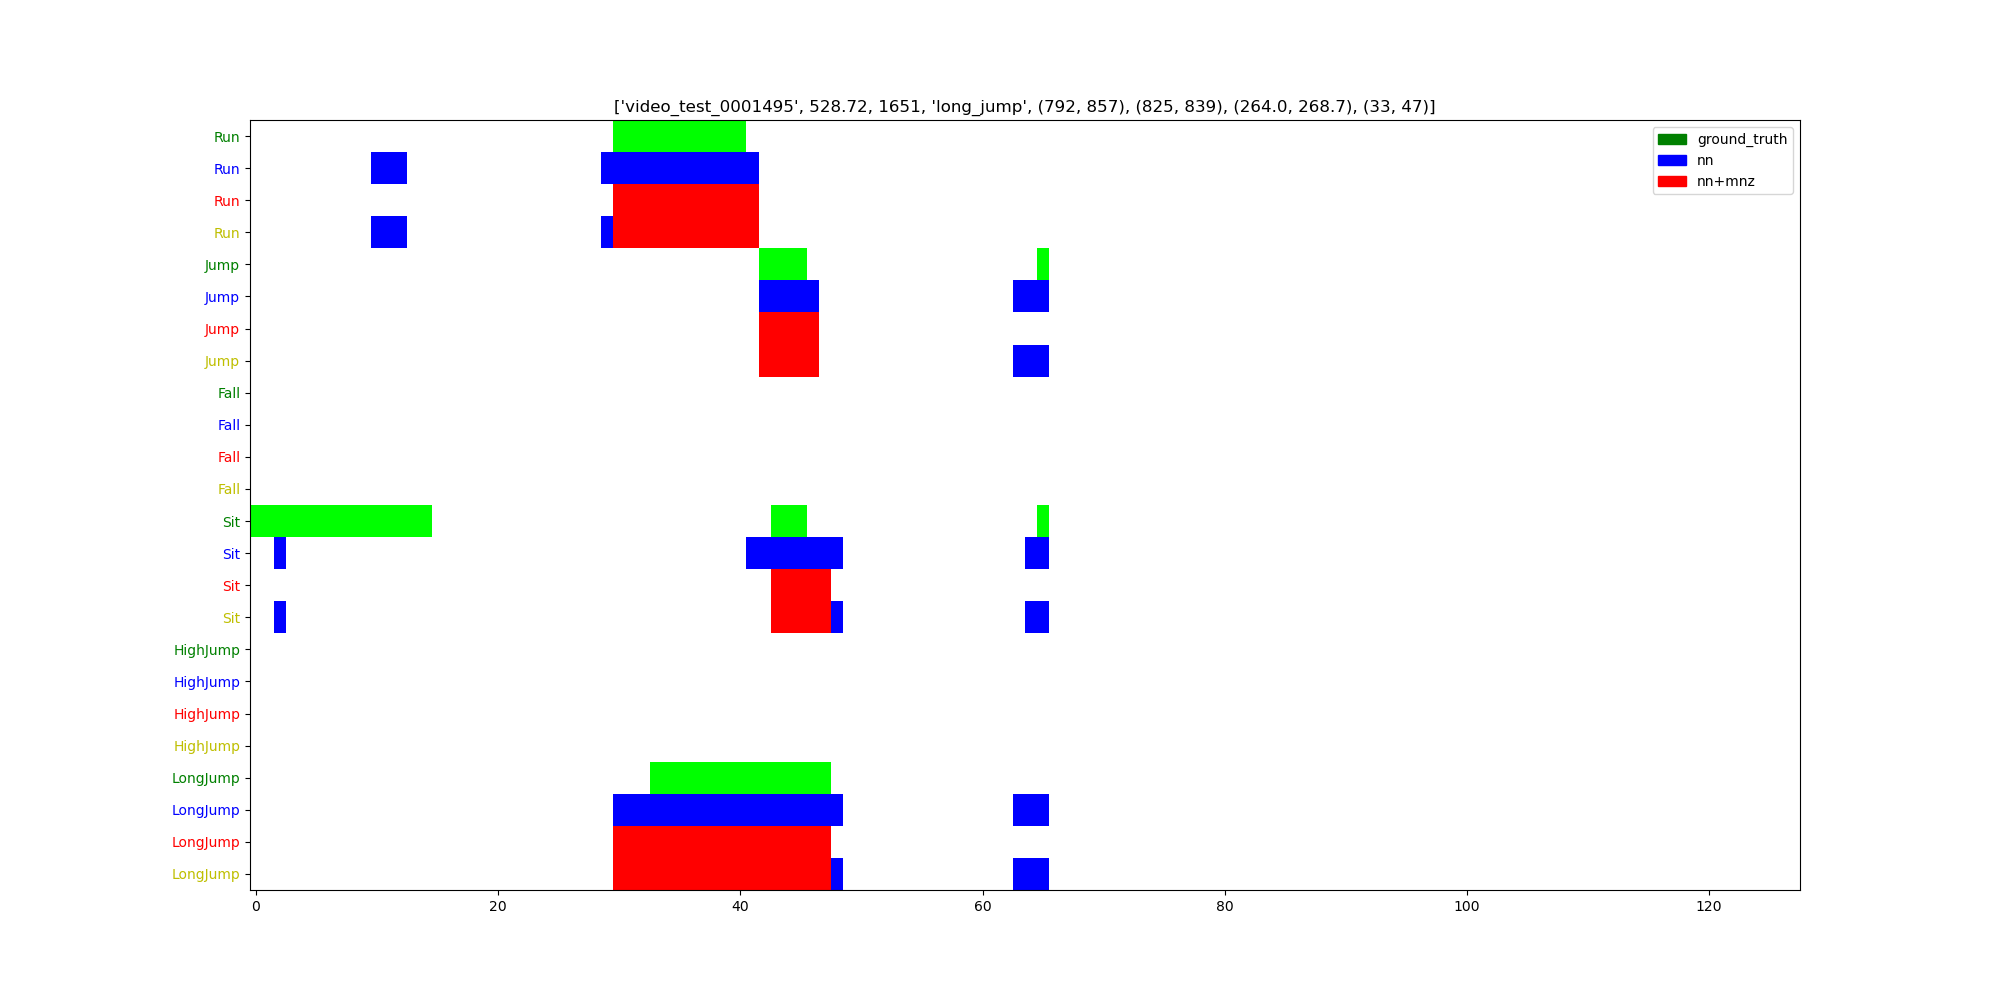 ['video_test_0001495', 528.72, 1651, 'long_jump', (792, 857), (825, 839), (264.0, 268.7), (33, 47)]
ground_truth
nn
nn+mnz
Run
Run
Run
Run
Jump
Jump
Jump
Jump
Fall
Fall
Fall
Fall
Sit
Sit
Sit
Sit
HighJump
HighJump
HighJump
HighJump
LongJump
LongJump
LongJump
LongJump
0 20 40 60 80 100 120